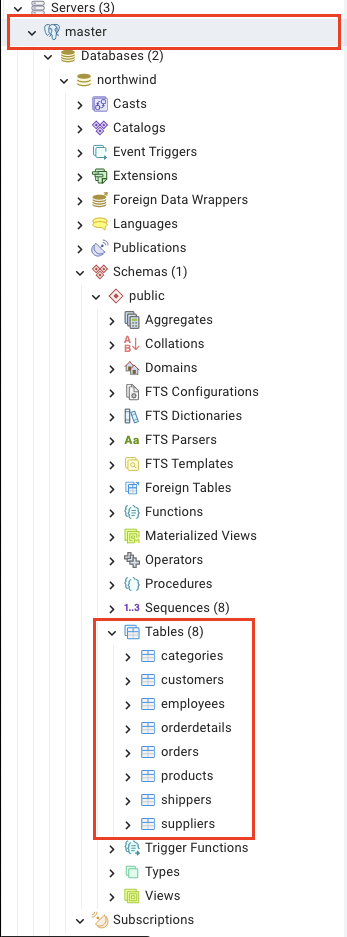 Servers (3)
master
Databases (2)
northwind
Casts
Catalogs
Event Triggers
Extensions
Foreign Data Wrappers
Languages
Publications
Schemas (1)
public
Aggregates
Collations
Domains
FTS Configurations
FTS Dictionaries
Aa FTS Parsers
FTS Templates
Foreign Tables
Functions
Materialized Views
Operators
Procedures
1..3 Sequences (8)
Tables (8)
categories
customers
employees
orderdetails
orders
products
shippers
suppliers
Trigger Functions
Types
Views
Subscriptions